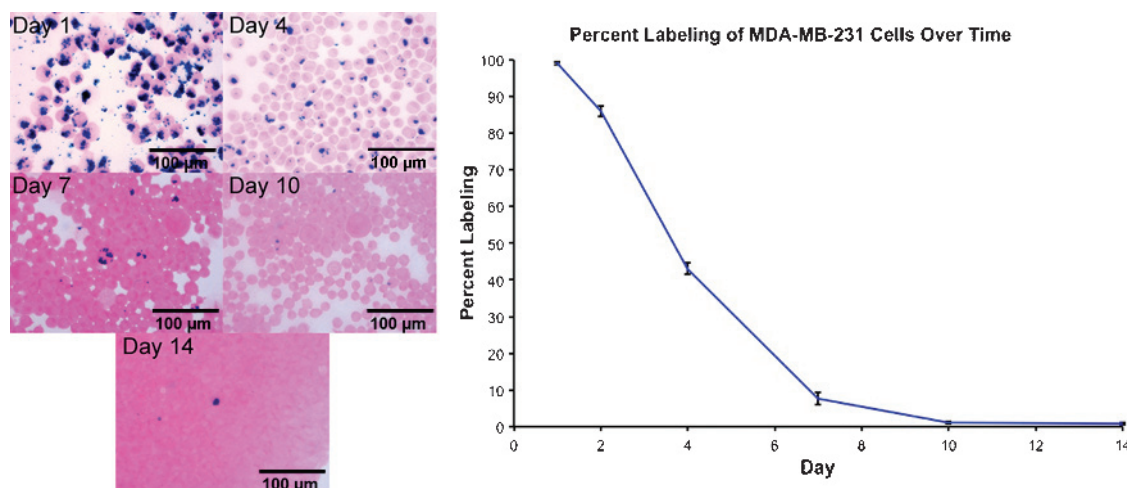 Day 1
Day 4
100 µm
100 µm
Day 7
Day 10
100 µm
100 µm
Day 14
100 µm
Percent Labeling of MDA-MB-231 Cells Over Time
Percent Labeling
100
90
80
70
60
50
40
30
20
10
0
0 2 4 6 8 10 12 14
Day